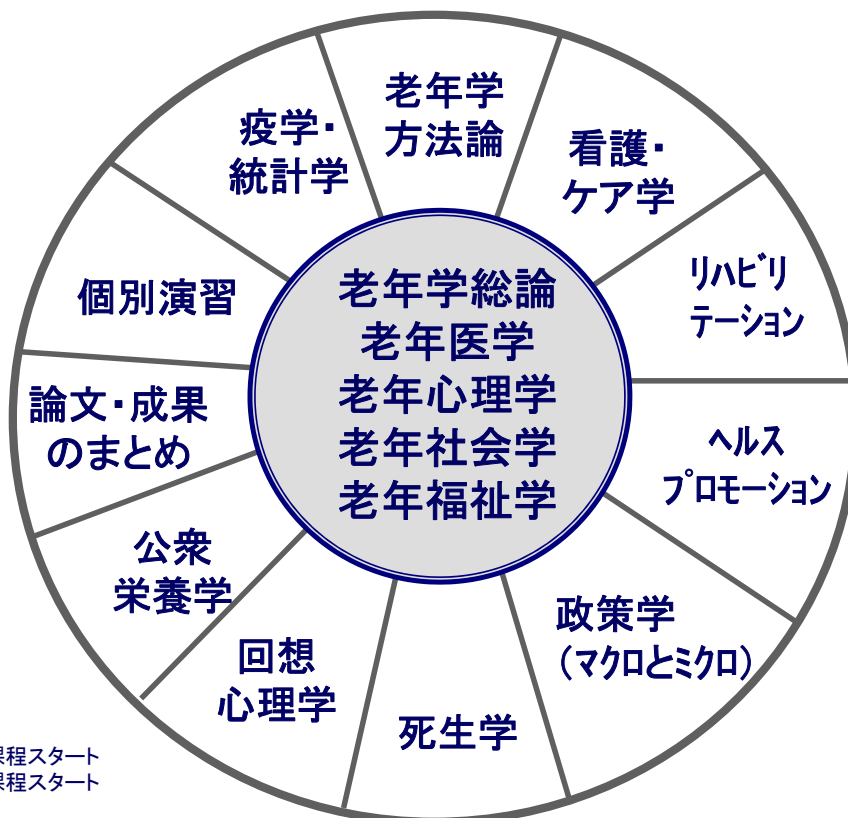 老年学
方法論
疫学・
統計学
看護・
ケア学
個別演習
リハビリ
テーション
老年学総論
老年医学
老年心理学
老年社会学
老年福祉学
論文・成果
のまとめ
ヘルス
プロモーション
公衆
栄養学
政策学
（マクロとミクロ）
回想
心理学
死生学
課程スタート
課程スタート